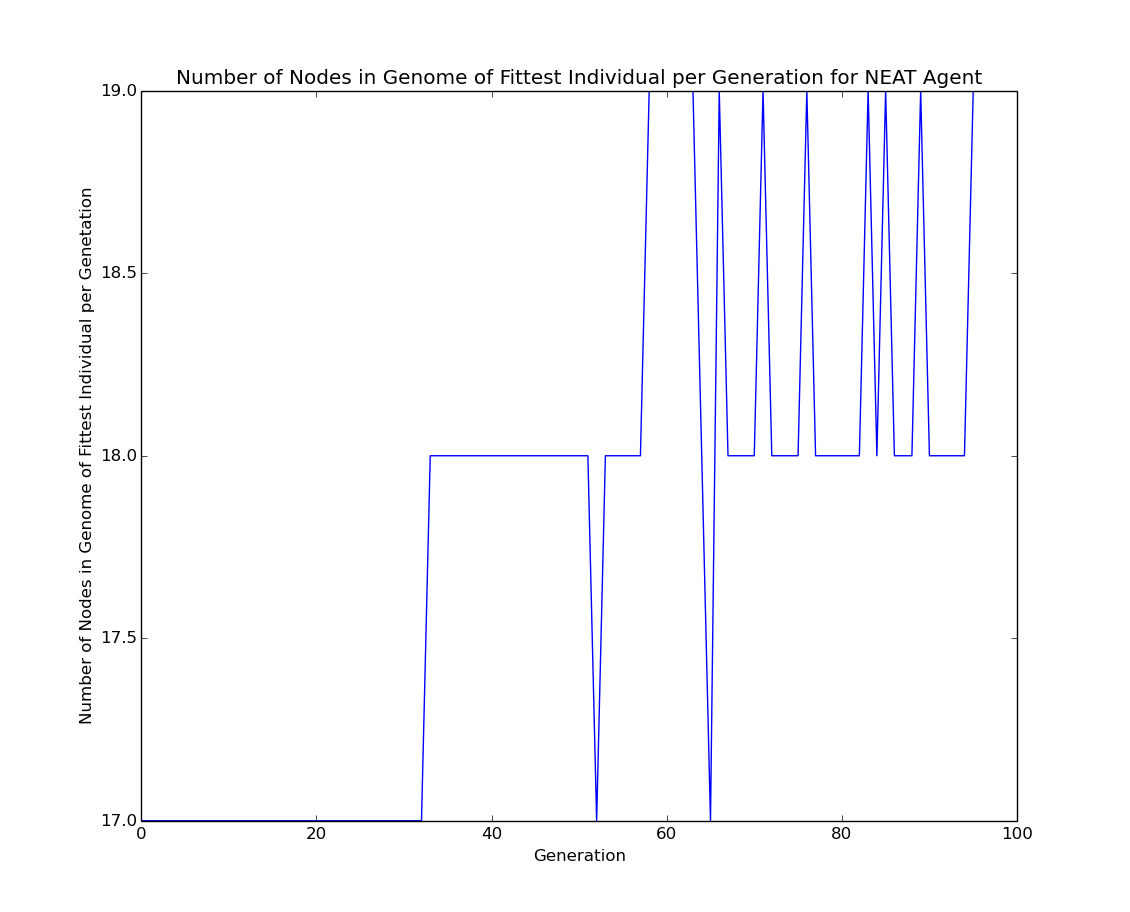 Number of Nodes in Genome of Fittest Individual per Generation for NEAT Agent
Number of Nodes in Genome of Fittest Individual per Genetation
19.0
18.5
18.0
17.5
17.0
0 20 40 60 80 100
Generation